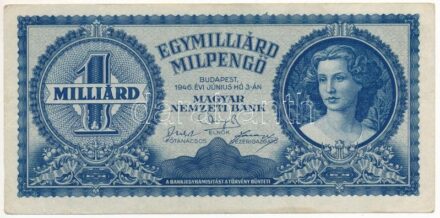 EGYMILLIÁRD
MILPENGŐ
BUDAPEST,
1946. ÉVI JÚNIUS HÓ 3-ÁN
MAGYAR
NEMZETI BANK
1
MILLIÁRD
ELNÖK
FŐTANÁCSOS
VEZÉRIGAZGATÓ
A BANKJEGYHAMISÍTÁST A TÖRVÉNY BÜNTETI